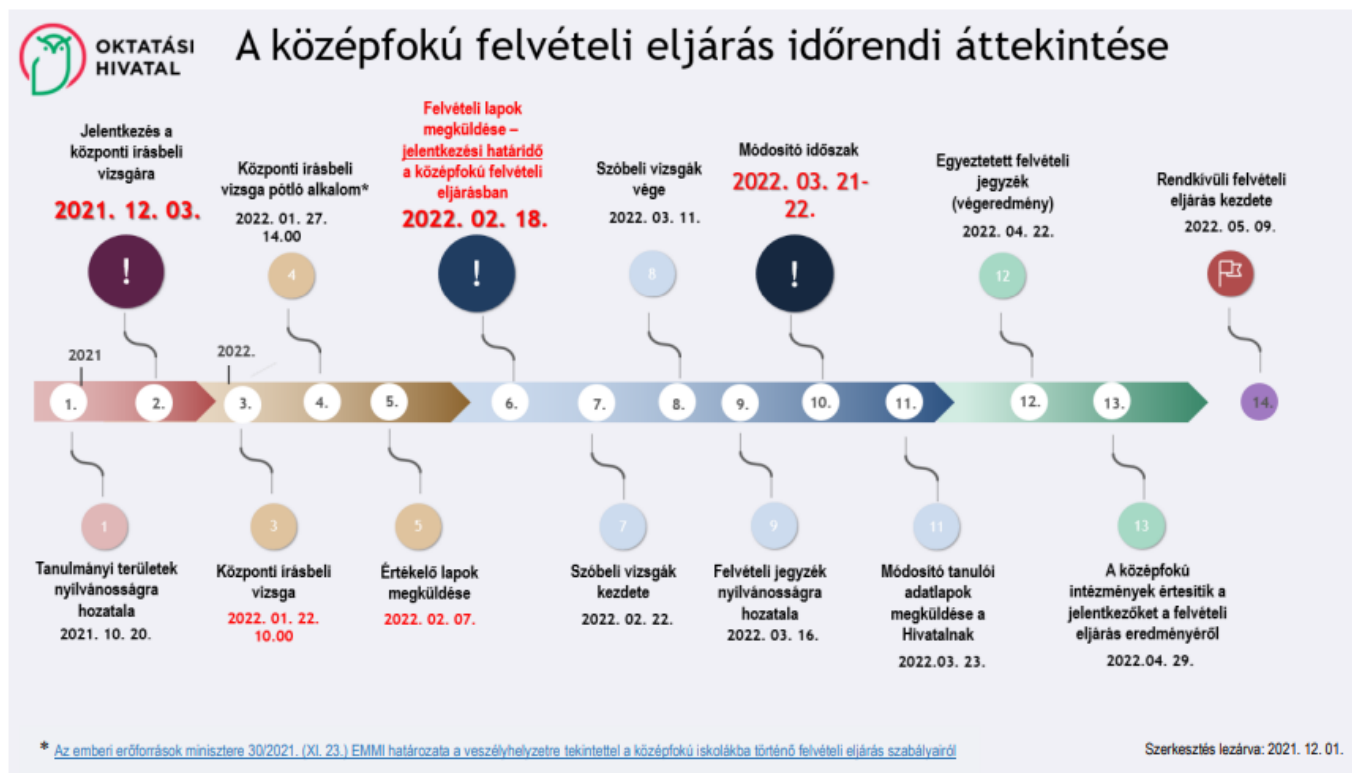 OKTATÁSI
HIVATAL
A középfokú felvételi eljárás időrendi áttekintése
Jelentkezés a
központi írásbeli
vizsgára
2021. 12. 03.
!
Központi írásbeli
vizsga pótló alkalom*
2022. 01. 27.
14.00
4
Felvételi lapok
megküldése –
jelentkezési határidő
a középfokú felvételi
eljárásban
2022. 02. 18.
!
Szóbeli vizsgák
vége
2022. 03. 11.
8
Módosító időszak
2022. 03. 21-
22.
!
Egyeztetett felvételi
jegyzék
(végeredmény)
2022. 04. 22.
12
Rendkívüli felvételi
eljárás kezdete
2022. 05. 09.
2021
2022.
1.
2.
3.
4.
5.
6.
7.
8.
9.
10.
11.
12.
13.
14.
1
Tanulmányi területek
nyilvánosságra
hozatala
2021. 10. 20.
3
Központi írásbeli
vizsga
2022. 01. 22.
10.00
5
Értékelő lapok
megküldése
2022. 02. 07.
7
Szóbeli vizsgák
kezdete
2022. 02. 22.
9
Felvételi jegyzék
nyilvánosságra
hozatala
2022. 03. 16.
11
Módosító tanulói
adatlapok
megküldése a
Hivatalnak
2022.03. 23.
13
A középfokú
intézmények értesítik a
jelentkezőket a felvételi
eljárás eredményéről
2022.04. 29.
* Az emberi erőforrások minisztere 30/2021. (XI. 23.) EMMI határozata a veszélyhelyzetre tekintettel a középfokú iskolákba történő felvételi eljárás szabályairól
Szerkesztés lezárva: 2021. 12. 01.